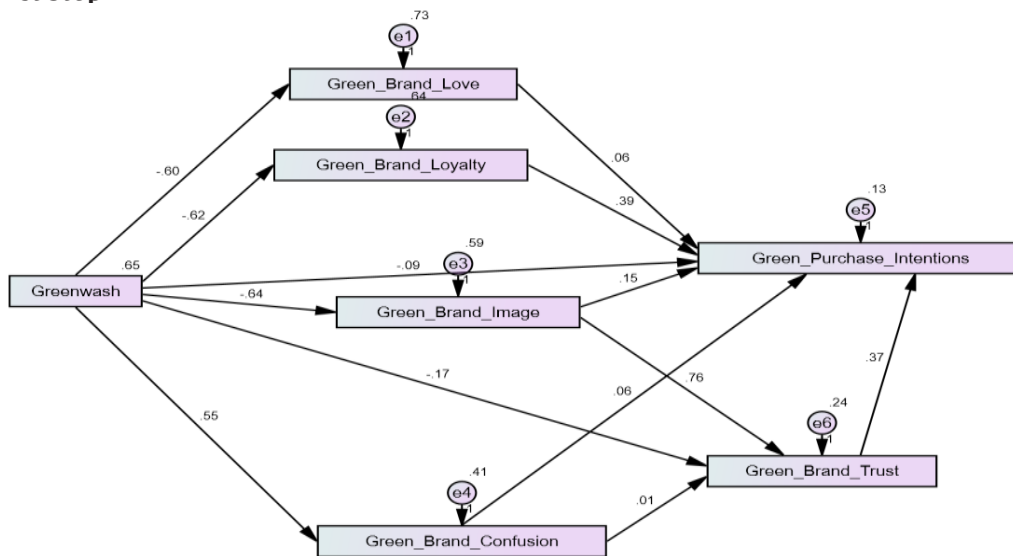 .73
e1
1
Green_Brand_Love
.64
e2
1
Green_Brand_Loyalty
-.60
.06
-.62
.39
.13
e5
1
Green_Purchase_Intentions
.65
Greenwash
-.09
.59
e3
1
-.64
.15
Green_Brand_Image
-.17
.06
.76
.37
.55
.24
e6
1
Green_Brand_Trust
.41
e4
1
.01
Green_Brand_Confusion